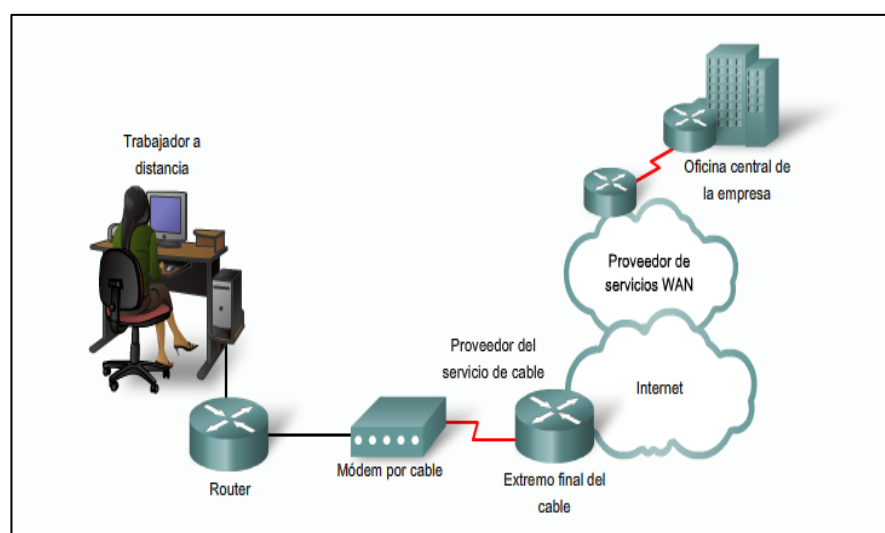 Trabajador a
distancia
Oficina central de
la empresa
Proveedor de
servicios WAN
Proveedor del
servicio de cable
Internet
Router
Módem por cable
Extremo final del
cable